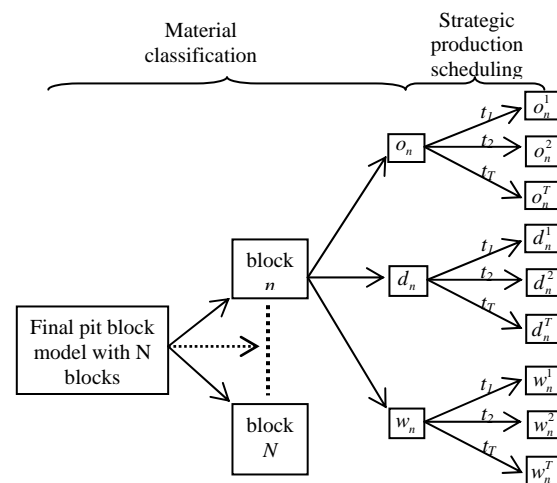 Material
classification
Strategic
production
scheduling
Final pit block
model with N
blocks
block
n
block
N
o_n
d_n
w_n
t_1
t_2
t_T
o_n^1
o_n^2
o_n^T
t_1
t_2
t_T
d_n^1
d_n^2
d_n^T
t_1
t_2
t_T
w_n^1
w_n^2
w_n^T